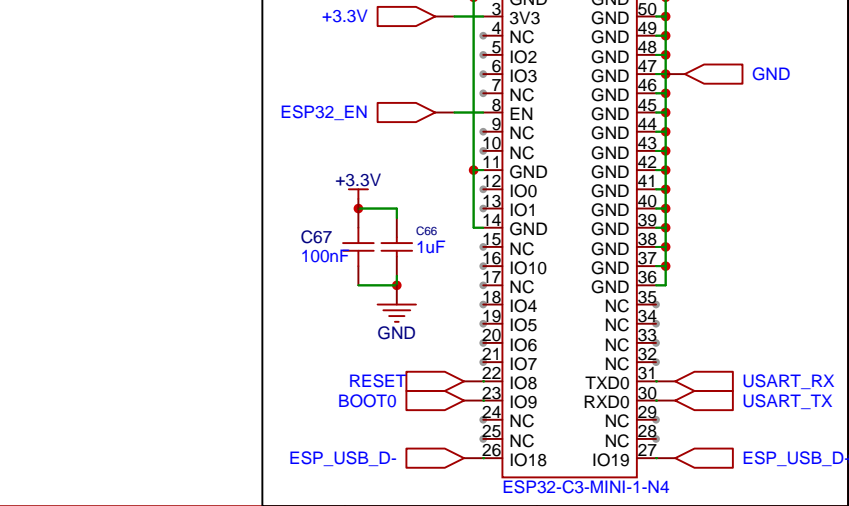 GND GND
+3.3V 3 3V3 GND 50
4 NC GND 49
5 IO2 GND 48
6 IO3 GND 47 GND
7 NC GND 46
ESP32_EN 8 EN GND 45
9 NC GND 44
10 NC GND 43
11 GND GND 42
+3.3V 12 IO0 GND 41
13 IO1 GND 40
14 GND GND 39
C67 C66 15 NC GND 38
100nF 1uF 16 IO10 GND 37
17 NC GND 36
18 IO4 NC 35
GND 19 IO5 NC 34
20 IO6 NC 33
21 IO7 NC 32
RESET 22 IO8 TXD0 31 USART_RX
BOOT0 23 IO9 RXD0 30 USART_TX
24 NC NC 29
25 NC NC 28
ESP_USB_D- 26 IO18 IO19 27 ESP_USB_D
ESP32-C3-MINI-1-N4